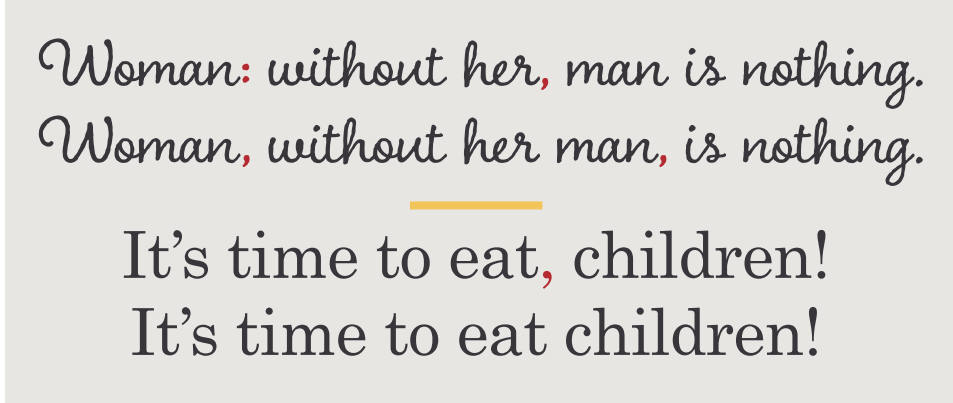 Woman: without her, man is nothing.
Woman, without her man, is nothing.
It’s time to eat, children!
It’s time to eat children!